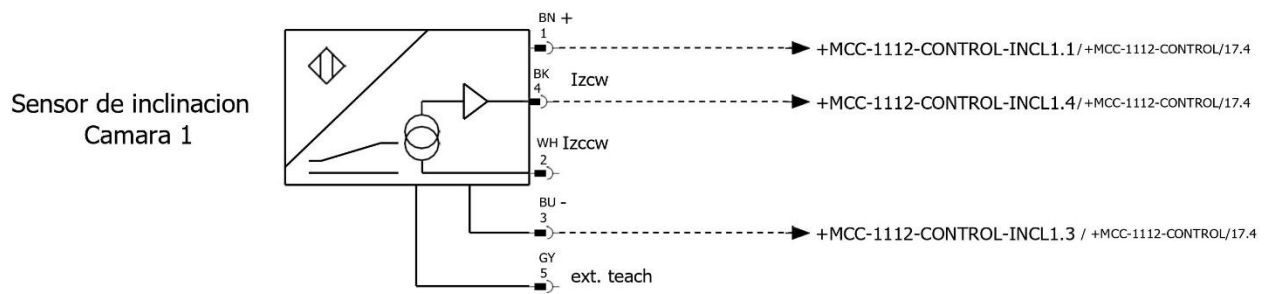 BN +
1
+MCC-1112-CONTROL-INCL1.1/+MCC-1112-CONTROL/17.4
BK
4
Izcw
+MCC-1112-CONTROL-INCL1.4/+MCC-1112-CONTROL/17.4
Sensor de inclinacion
Camara 1
WH Izccw
2
BU -
3
+MCC-1112-CONTROL-INCL1.3 / +MCC-1112-CONTROL/17.4
GY
5
ext. teach